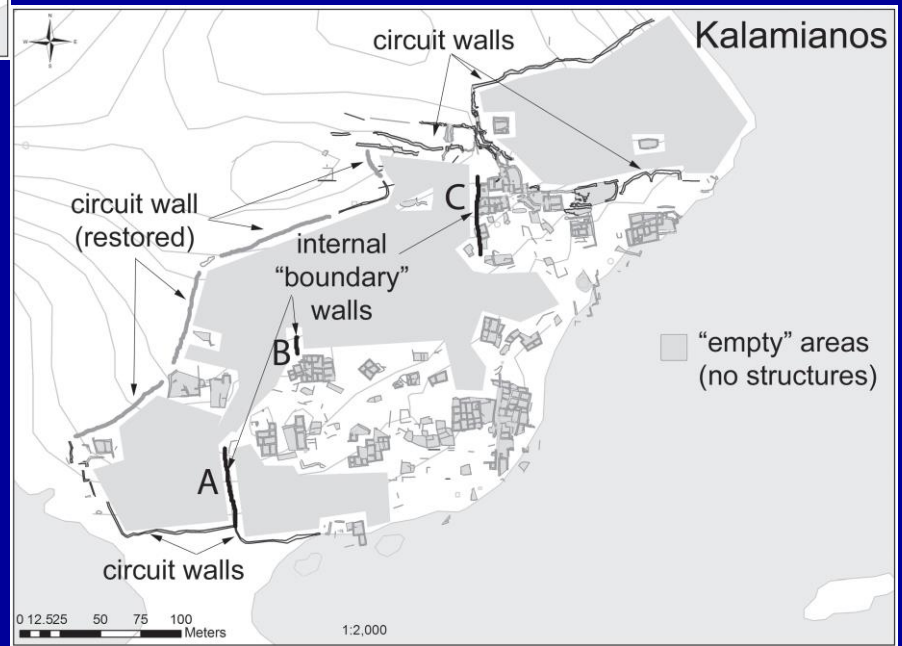 Kalamianos
circuit walls
C
circuit wall
(restored)
internal
“boundary”
walls
B
“empty” areas
(no structures)
A
circuit walls
0 12.525 50 75 100
Meters
1:2,000